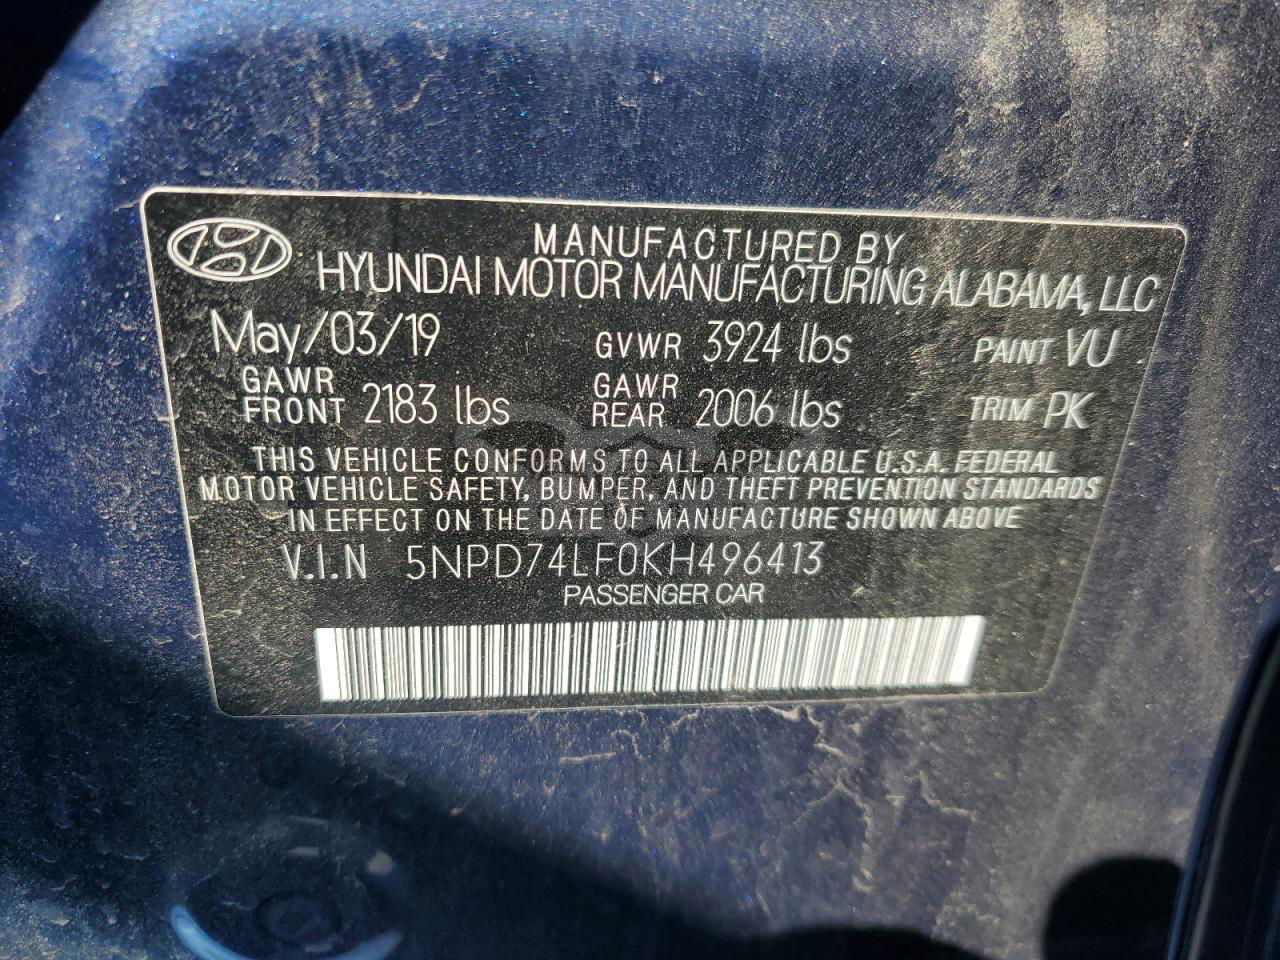 MANUFACTURED BY
HYUNDAI MOTOR MANUFACTURING ALABAMA, LLC
May/03/19 GVWR 3924 lbs PAINT VU
GAWR FRONT 2183 lbs GAWR REAR 2006 lbs TRIM PK
THIS VEHICLE CONFORMS TO ALL APPLICABLE U.S.A. FEDERAL
MOTOR VEHICLE SAFETY, BUMPER, AND THEFT PREVENTION STANDARDS
IN EFFECT ON THE DATE OF MANUFACTURE SHOWN ABOVE
V.I.N 5NPD74LF0KH496413
PASSENGER CAR